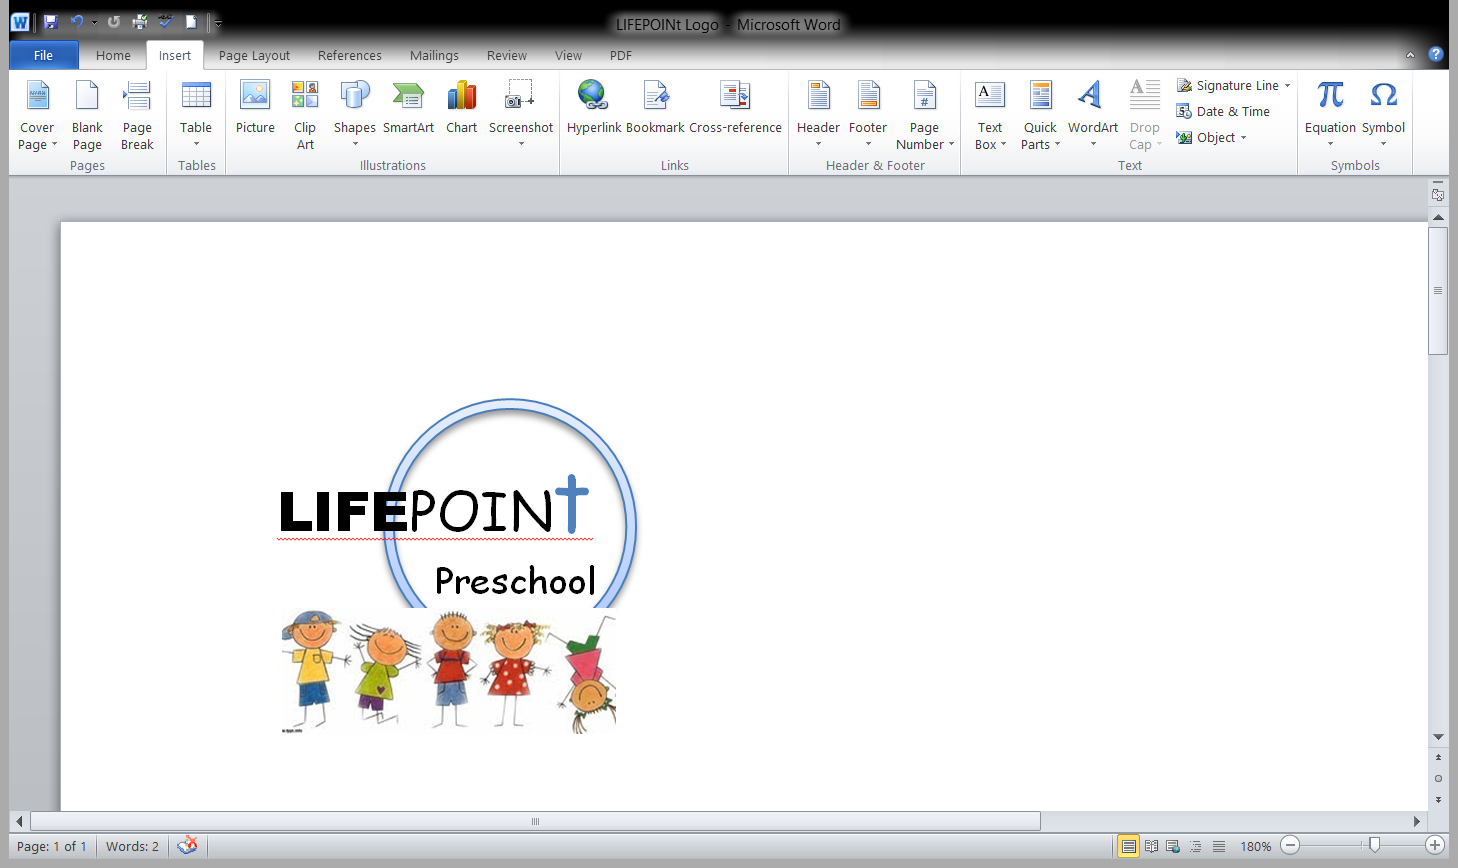 LIFEPOINt Logo - Microsoft Word
File Home Insert Page Layout References Mailings Review View PDF
Cover Page Blank Page Page Break Table Picture Clip Art Shapes SmartArt Chart Screenshot Hyperlink Bookmark Cross-reference Header Footer Page Number Text Box Quick Parts WordArt Drop Cap Signature Line Date & Time Object Equation Symbol
Pages Tables Illustrations Links Header & Footer Text Symbols
LIFEPOINt
Preschool
Page: 1 of 1 Words: 2 180%